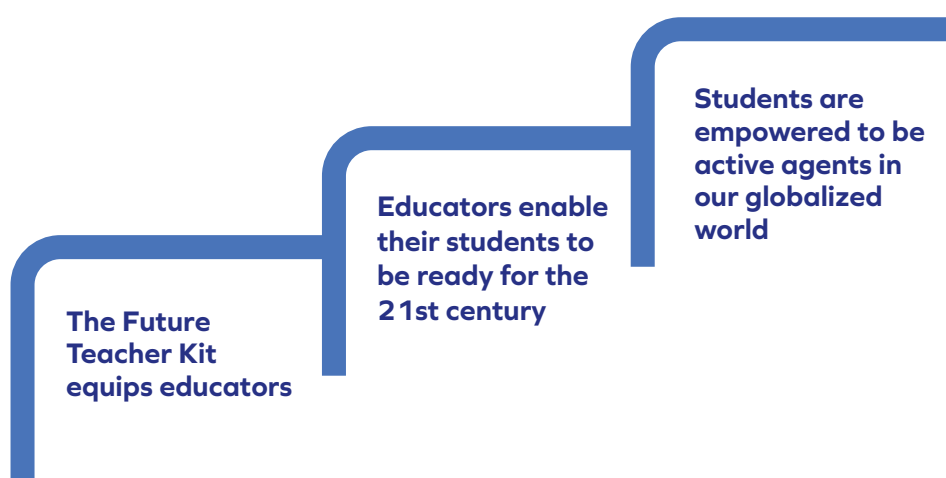 The Future
Teacher Kit
equips educators
Educators enable
their students to
be ready for the
21st century
Students are
empowered to be
active agents in
our globalized
world